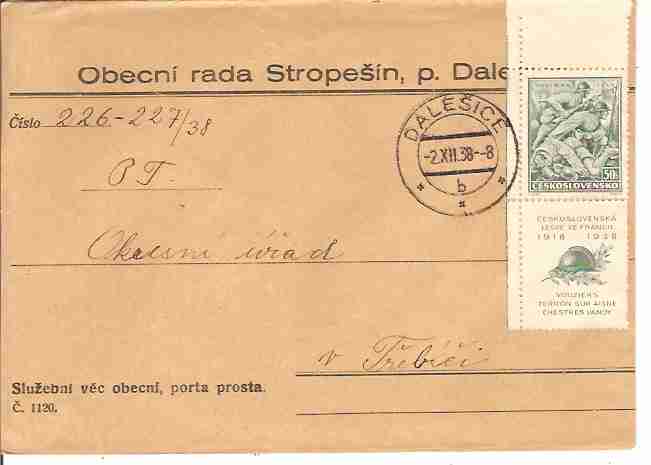 Obecní rada Stropešín, p. Dale
Číslo 226-227/38
DALEŠICE
-2.XII.38.-8
b
P.T.
Okresní úřad
v Třebíči
Služební věc obecní, porta prosta.
Č. 1120.
50h
ČESKOSLOVENSKO
ČESKOSLOVENSKÁ
LEGIE VE FRANCII
1918 1938
VOUZIERS
TERRON SUR AISNE
CHESTRES VANDY